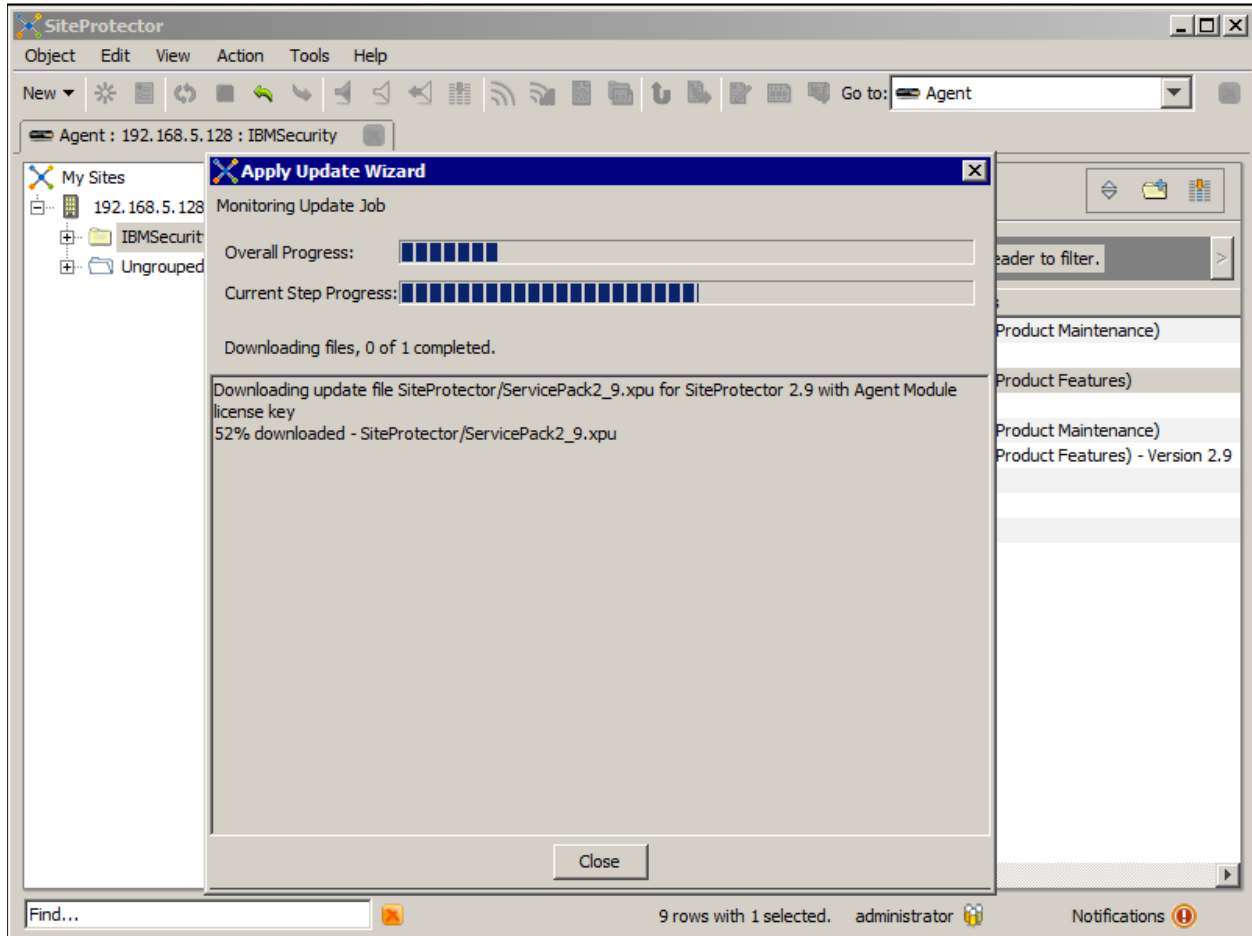 SiteProtector
Object Edit View Action Tools Help
New Go to: Agent
Agent : 192.168.5.128 : IBMSecurity
My Sites
192.168.5.128
IBMSecurit
Ungrouped
Apply Update Wizard
Monitoring Update Job
Overall Progress:
Current Step Progress:
Downloading files, 0 of 1 completed.
Downloading update file SiteProtector/ServicePack2_9.xpu for SiteProtector 2.9 with Agent Module
license key
52% downloaded - SiteProtector/ServicePack2_9.xpu
Close
eader to filter. >
Product Maintenance)
Product Features)
Product Maintenance)
Product Features) - Version 2.9
Find... 9 rows with 1 selected. administrator Notifications